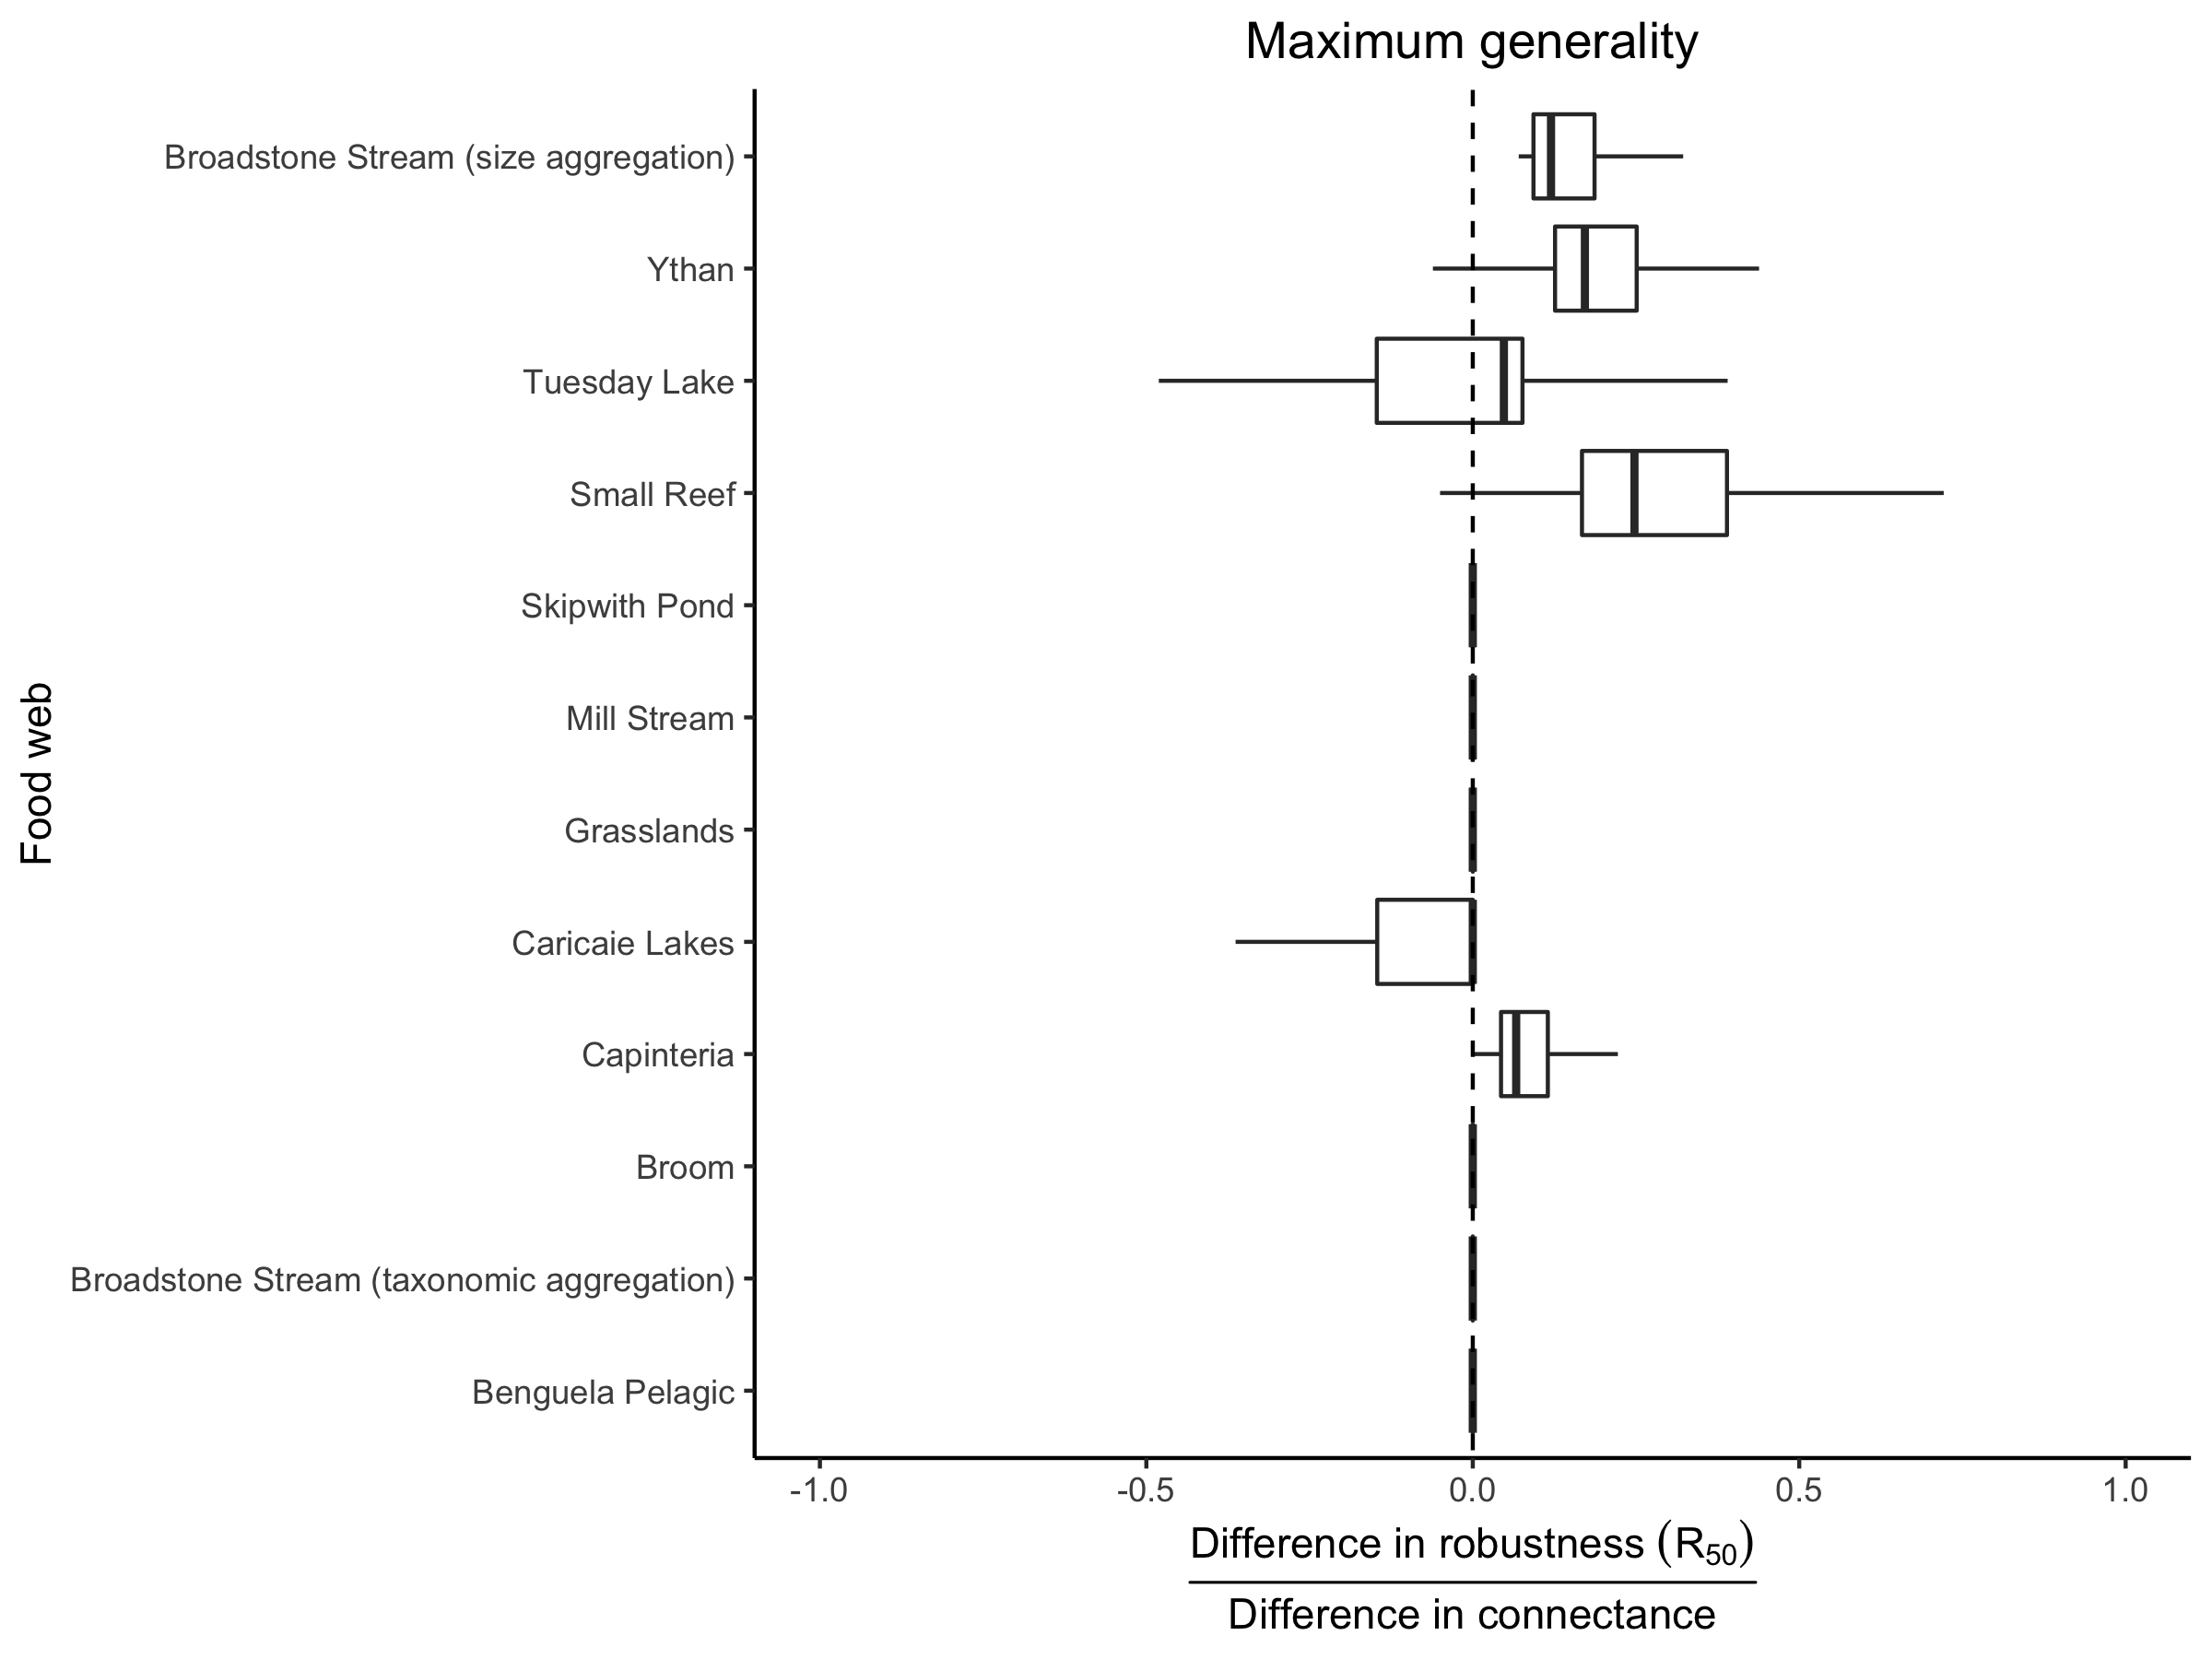 Maximum generality
Broadstone Stream (size aggregation)
Ythan
Tuesday Lake
Small Reef
Skipwith Pond
Mill Stream
Grasslands
Caricaie Lakes
Capinteria
Broom
Broadstone Stream (taxonomic aggregation)
Benguela Pelagic
Food web
-1.0 -0.5 0.0 0.5 1.0
Difference in robustness (R50)
Difference in connectance